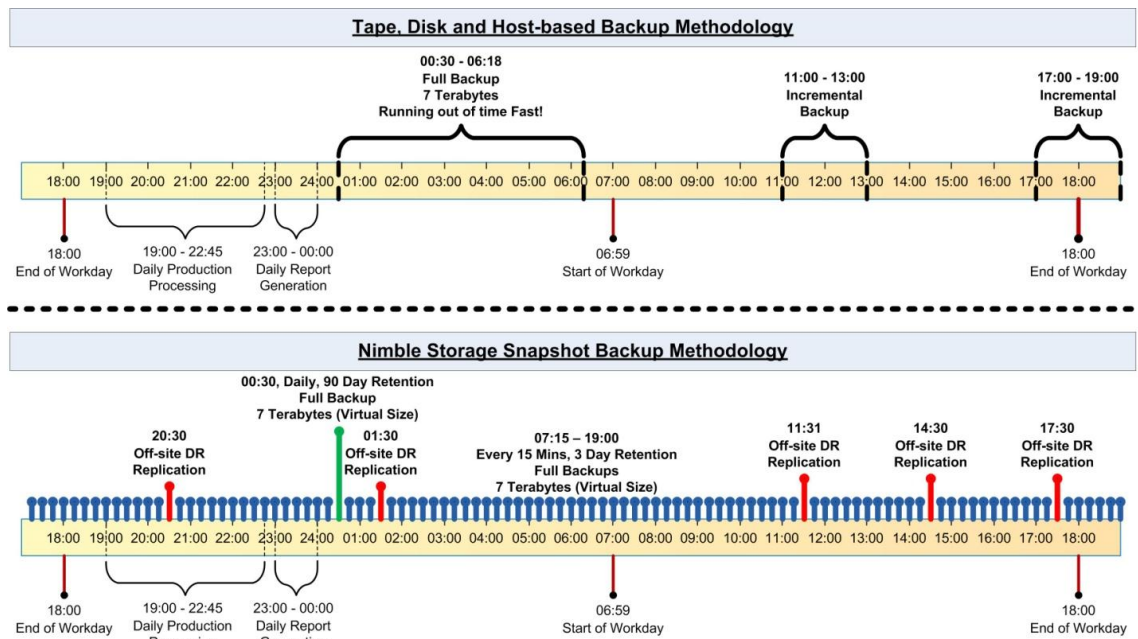 Tape, Disk and Host-based Backup Methodology
00:30 - 06:18
Full Backup
7 Terabytes
Running out of time Fast!
11:00 - 13:00
Incremental
Backup
17:00 - 19:00
Incremental
Backup
18:00 19:00 20:00 21:00 22:00 23:00 24:00 01:00 02:00 03:00 04:00 05:00 06:00 07:00 08:00 09:00 10:00 11:00 12:00 13:00 14:00 15:00 16:00 17:00 18:00
18:00
End of Workday
19:00 - 22:45
Daily Production
Processing
23:00 - 00:00
Daily Report
Generation
06:59
Start of Workday
18:00
End of Workday
Nimble Storage Snapshot Backup Methodology
20:30
Off-site DR
Replication
00:30, Daily, 90 Day Retention
Full Backup
7 Terabytes (Virtual Size)
01:30
Off-site DR
Replication
07:15 – 19:00
Every 15 Mins, 3 Day Retention
Full Backups
7 Terabytes (Virtual Size)
11:31
Off-site DR
Replication
14:30
Off-site DR
Replication
17:30
Off-site DR
Replication
18:00 19:00 20:00 21:00 22:00 23:00 24:00 01:00 02:00 03:00 04:00 05:00 06:00 07:00 08:00 09:00 10:00 11:00 12:00 13:00 14:00 15:00 16:00 17:00 18:00
18:00
End of Workday
19:00 - 22:45
Daily Production
23:00 - 00:00
Daily Report
06:59
Start of Workday
18:00
End of Workday